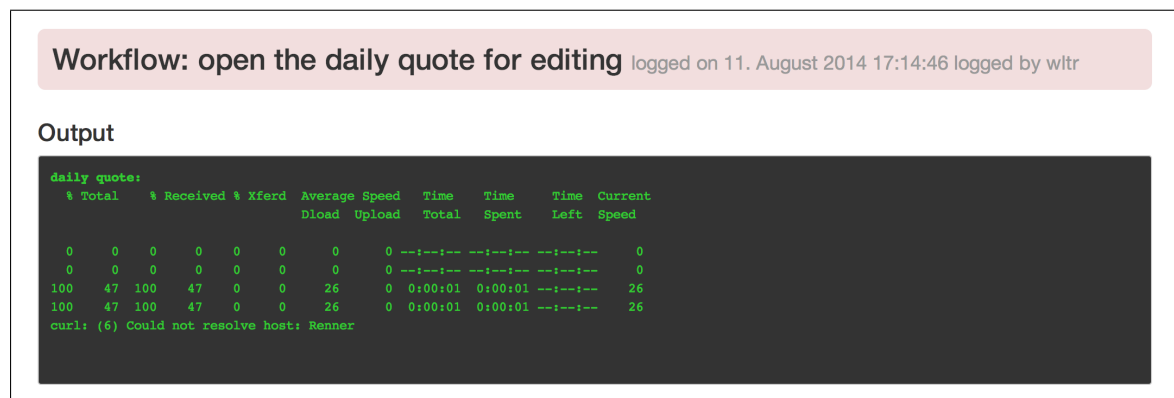 Workflow: open the daily quote for editing logged on 11. August 2014 17:14:46 logged by wltr
Output
daily quote:
  % Total    % Received % Xferd  Average Speed   Time    Time     Time  Current
                                 Dload  Upload   Total   Spent    Left  Speed
  0     0    0     0    0     0      0      0 --:--:-- --:--:-- --:--:--     0
  0     0    0     0    0     0      0      0 --:--:-- --:--:-- --:--:--     0
100    47  100    47    0     0     26      0  0:00:01  0:00:01 --:--:--    26
100    47  100    47    0     0     26      0  0:00:01  0:00:01 --:--:--    26
curl: (6) Could not resolve host: Renner